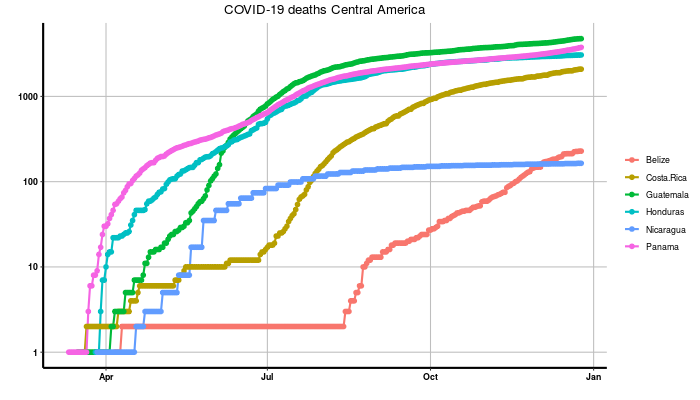 COVID-19 deaths Central America
1000
100
10
1
Apr Jul Oct Jan
Belize
Costa.Rica
Guatemala
Honduras
Nicaragua
Panama